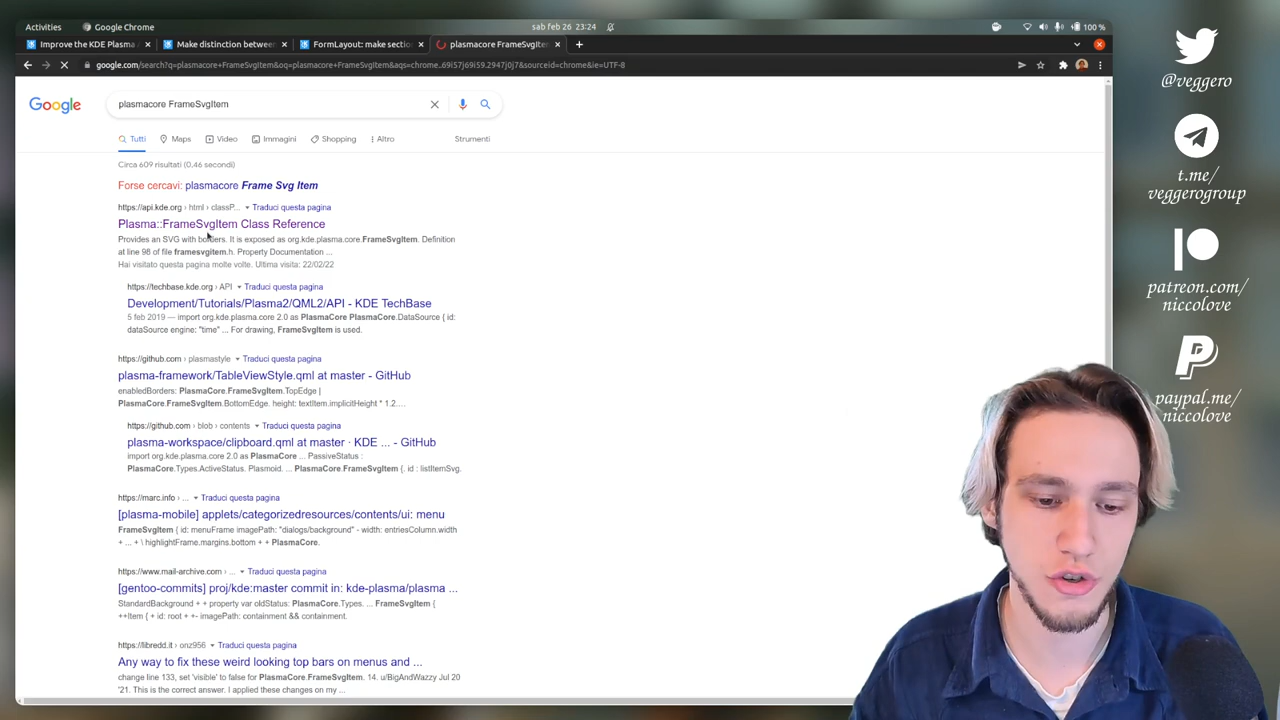 Activities
Google Chrome
sab feb 26 23:24
100 %
Improve the KDE Plasma
Make distinction between
FormLayout: make sectio
plasmacore FrameSvgItem
google.com/search?q=plasmacore+FrameSvgItem&oq=plasmacore+FrameSvgItem&aqs=chrome..69i57j69i59.2947j0j7&sourceid=chrome&ie=UTF-8
Google
plasmacore FrameSvgItem
Tutti
Maps
Video
Immagini
Shopping
Altro
Strumenti
Circa 609 risultati (0,46 secondi)
Forse cercavi: plasmacore Frame Svg Item
https://api.kde.org › html › classP... Traduci questa pagina
Plasma::FrameSvgItem Class Reference
Provides an SVG with borders. It is exposed as org.kde.plasma.core.FrameSvgItem. Definition
at line 98 of file framesvgitem.h. Property Documentation ...
Hai visitato questa pagina molte volte. Ultima visita: 22/02/22
https://techbase.kde.org › API Traduci questa pagina
Development/Tutorials/Plasma2/QML2/API - KDE TechBase
5 feb 2019 — import org.kde.plasma.core 2.0 as PlasmaCore PlasmaCore.DataSource { id:
dataSource engine: "time" ... For drawing, FrameSvgItem is used.
https://github.com › plasmastyle Traduci questa pagina
plasma-framework/TableViewStyle.qml at master - GitHub
enabledBorders: PlasmaCore.FrameSvgItem.TopEdge |
PlasmaCore.FrameSvgItem.BottomEdge. height: textItem.implicitHeight * 1.2....
https://github.com › blob › contents Traduci questa pagina
plasma-workspace/clipboard.qml at master · KDE ... - GitHub
import org.kde.plasma.core 2.0 as PlasmaCore ... PassiveStatus :
PlasmaCore.Types.ActiveStatus. Plasmoid. ... PlasmaCore.FrameSvgItem {. id : listItemSvg.
https://marc.info › ... Traduci questa pagina
[plasma-mobile] applets/categorizedresources/contents/ui: menu
FrameSvgItem { id: menuFrame imagePath: "dialogs/background" - width: entriesColumn.width
+ ... + \ highlightFrame.margins.bottom + + PlasmaCore.
https://www.mail-archive.com › ... Traduci questa pagina
[gentoo-commits] proj/kde:master commit in: kde-plasma/plasma ...
StandardBackground + + property var oldStatus: PlasmaCore.Types. ... FrameSvgItem {
++Item { + id: root + +- imagePath: containment && containment.
https://libredd.it › onz956 Traduci questa pagina
Any way to fix these weird looking top bars on menus and ...
change line 133, set 'visible' to false for PlasmaCore.FrameSvgItem. 14. u/BigAndWazzy Jul 20
'21. This is the correct answer. I applied these changes on my ...
@veggero
t.me/
veggerogroup
patreon.com/
niccolove
paypal.me/
niccolove